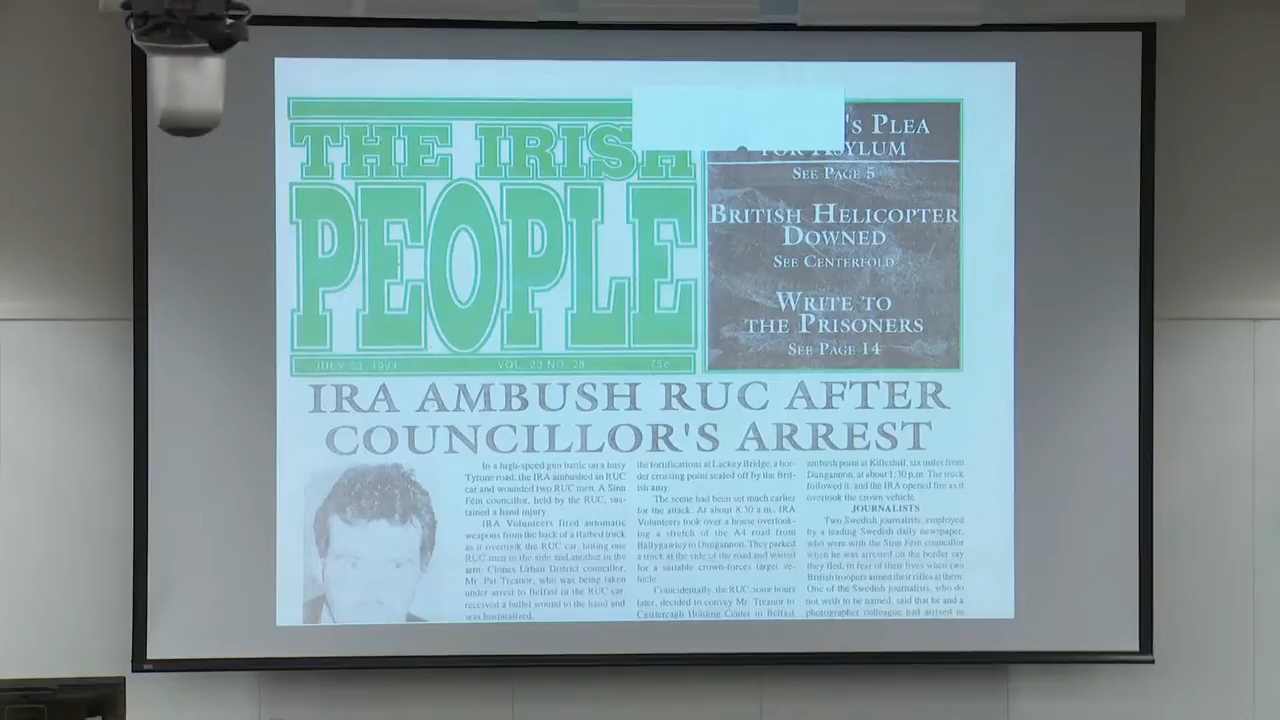 THE IRISH
PEOPLE
JULY 23, 1994 VOL. 23 NO. 28 75¢
'S PLEA
FOR ASYLUM
SEE PAGE 5
BRITISH HELICOPTER
DOWNED
SEE CENTERFOLD
WRITE TO
THE PRISONERS
SEE PAGE 14
IRA AMBUSH RUC AFTER
COUNCILLOR'S ARREST
In a high-speed gun battle on a busy
Tyrone road, the IRA ambushed an RUC
car and wounded two RUC men. A Sinn
Féin councillor, held by the RUC, sus-
tained a hand injury.
IRA Volunteers fired automatic
weapons from the back of a flatbed truck
as it overtook the RUC car, hitting one
RUC man in the side and another in the
arm. Clones Urban District councillor,
Mr. Pat Treanor, who was being taken
under arrest to Belfast in the RUC car,
received a bullet wound to the hand and
was hospitalized.
the fortifications at Lackey Bridge, a bor-
der crossing point sealed off by the Brit-
ish army.
The scene had been set much earlier
for the attack. At about 8.30 a.m., IRA
Volunteers took over a house overlook-
ing a stretch of the A4 road from
Ballygawley to Dungannon. They parked
a truck at the side of the road and waited
for a suitable crown-forces target ve-
hicle.
Coincidentally, the RUC, some hours
later, decided to convey Mr. Treanor to
Castlereagh Holding Center in Belfast
ambush point at Killeshil, six miles from
Dungannon, at about 1:30 p.m. The truck
followed it, and the IRA opened fire as it
overtook the crown vehicle.
JOURNALISTS
Two Swedish journalists, employed
by a leading Swedish daily newspaper,
who were with the Sinn Féin councillor
when he was arrested on the border say
they fled, in fear of their lives when two
British troopers aimed their rifles at them.
One of the Swedish journalists, who do
not wish to be named, said that he and a
photographer colleague had arrived in